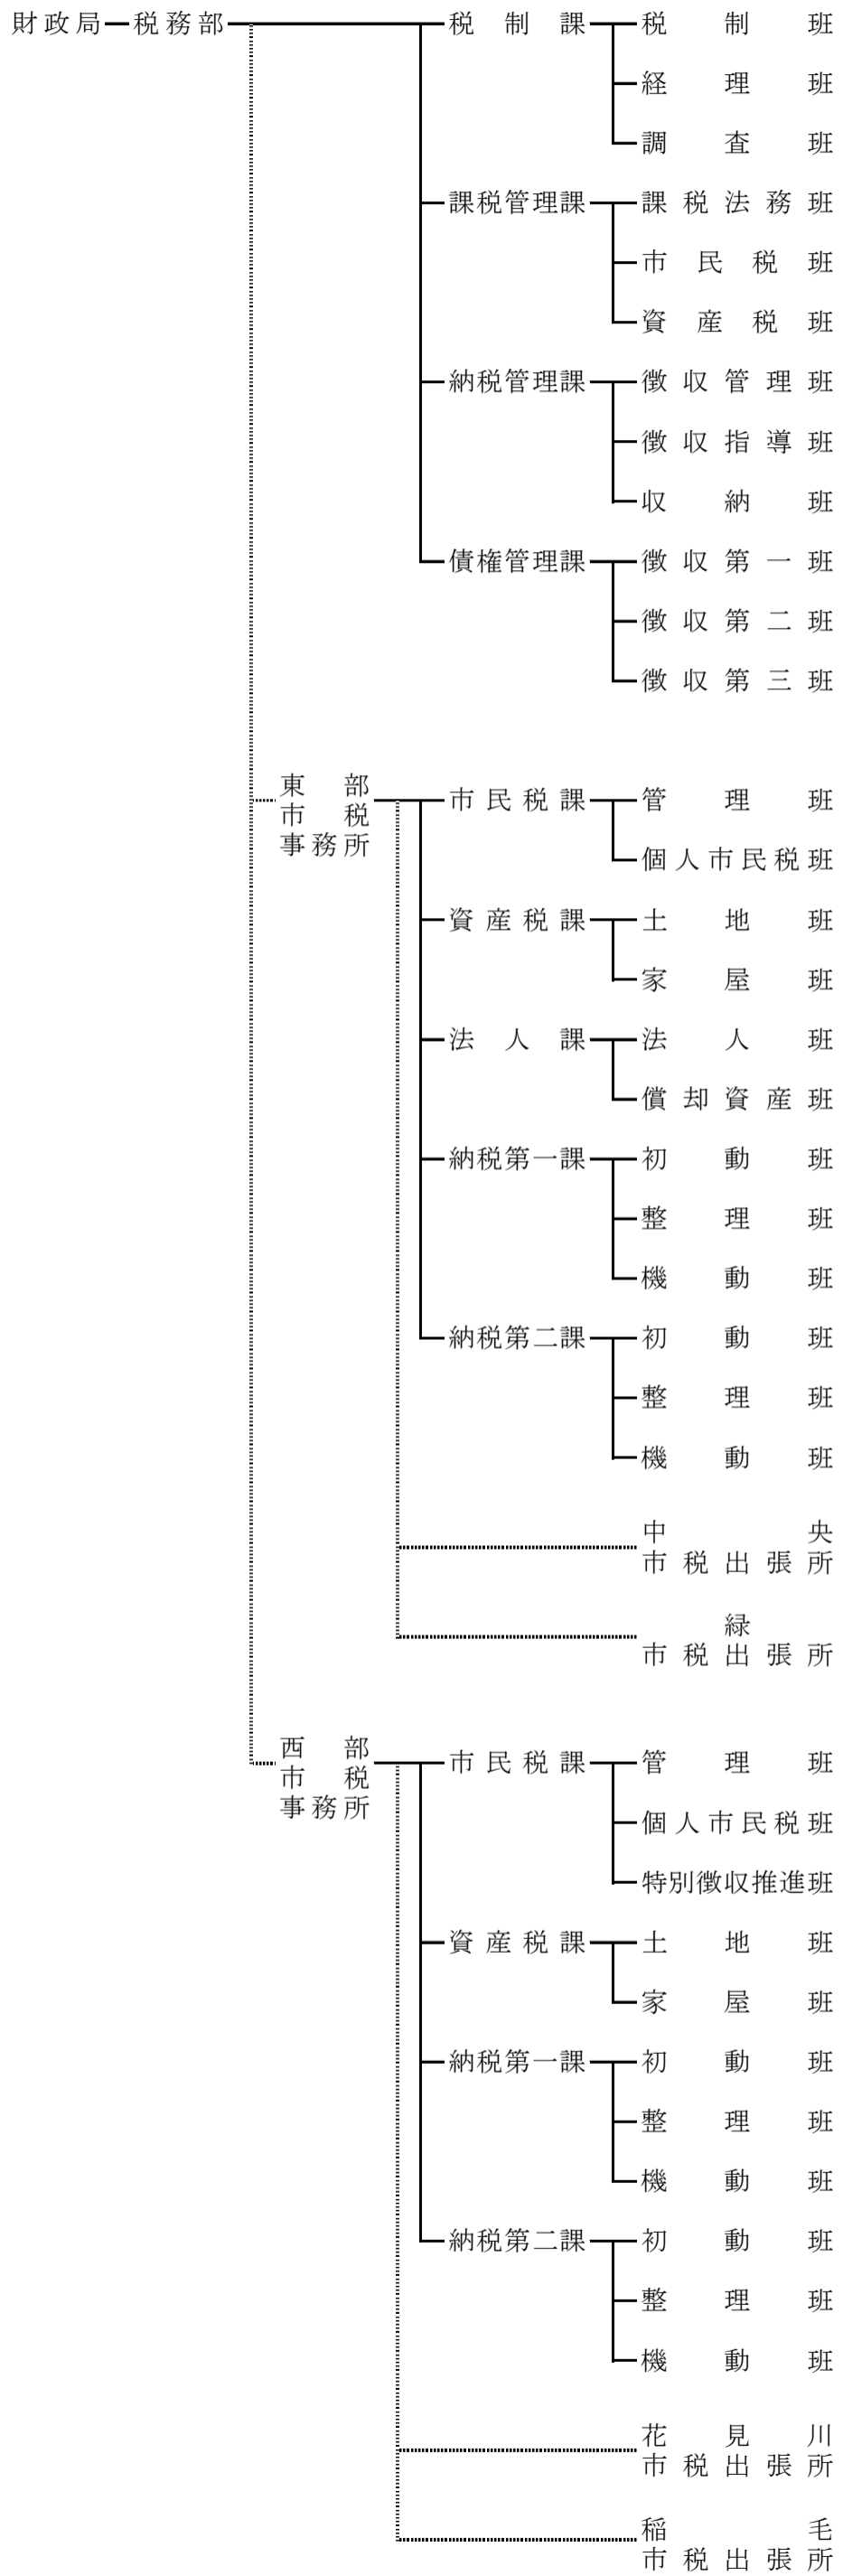 財政局 税務部 税制課 税制班
経理班
調査班
課税管理課 課税法務班
市民税班
資産税班
納税管理課 徴収管理班
徴収指導班
収納班
債権管理課 徴収第一班
徴収第二班
徴収第三班
東部
市税
事務所
市民税課 管理班
個人市民税班
資産税課 土地班
家屋班
法人課 法人班
償却資産班
納税第一課 初動班
整理班
機動班
納税第二課 初動班
整理班
機動班
中央
市税出張所
緑
市税出張所
西部
市税
事務所
市民税課 管理班
個人市民税班
特別徴収推進班
資産税課 土地班
家屋班
納税第一課 初動班
整理班
機動班
納税第二課 初動班
整理班
機動班
花見川
市税出張所
稲毛
市税出張所